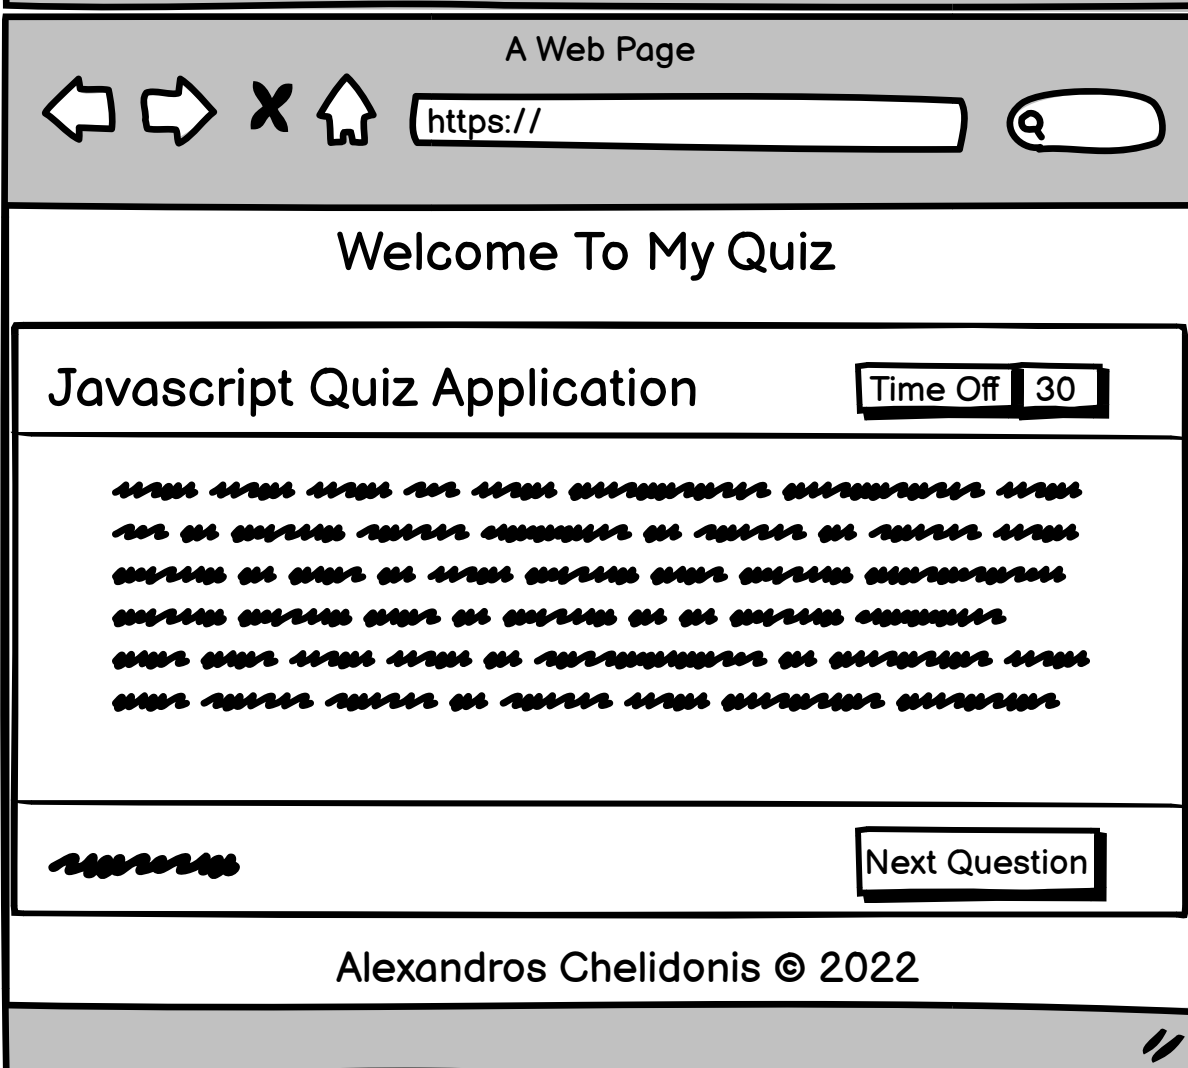 A Web Page
https://
Welcome To My Quiz
Javascript Quiz Application
Time Off 30
Next Question
Alexandros Chelidonis © 2022